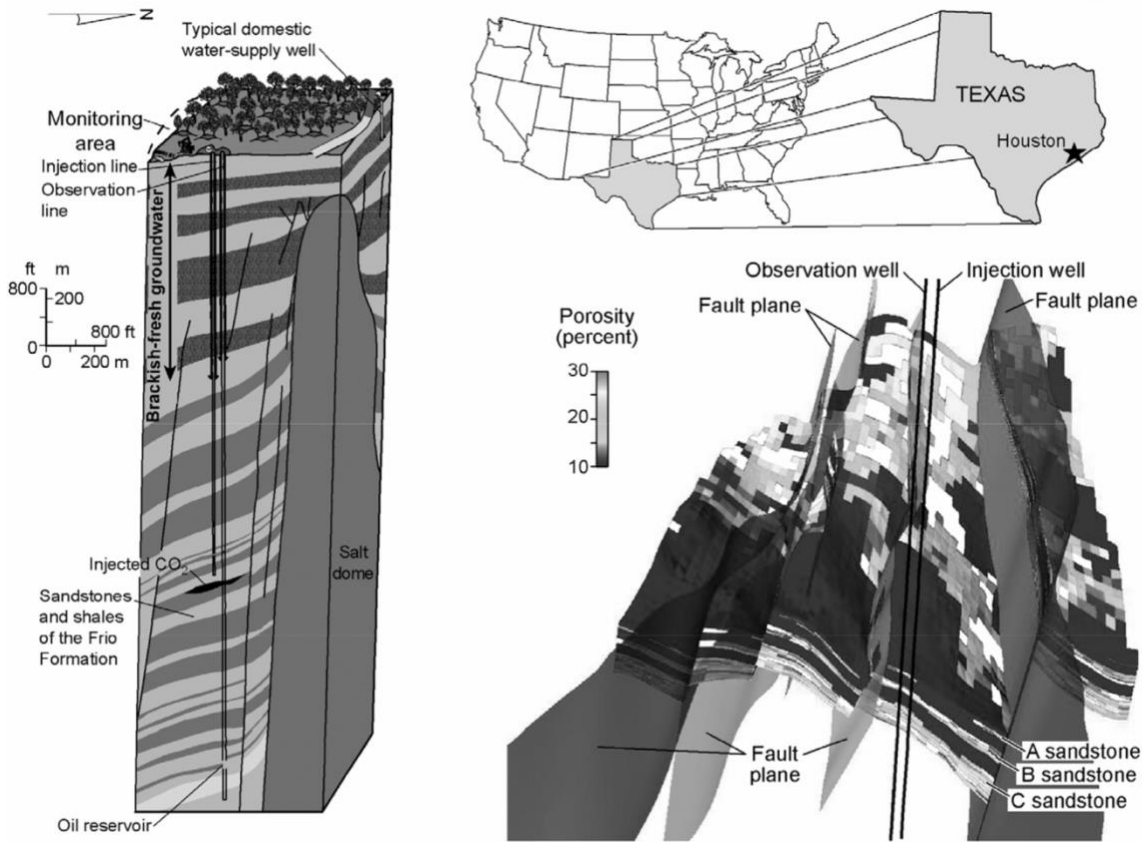 N
Typical domestic
water-supply well
Monitoring
area
Injection line
Observation
line
Brackish-fresh groundwater
ft m
800
200
800 ft
0
0 200 m
Injected CO2
Salt
dome
Sandstones
and shales
of the Frio
Formation
Oil reservoir
TEXAS
Houston
Observation well
Injection well
Fault plane
Fault plane
Porosity
(percent)
30
20
10
Fault
plane
A sandstone
B sandstone
C sandstone